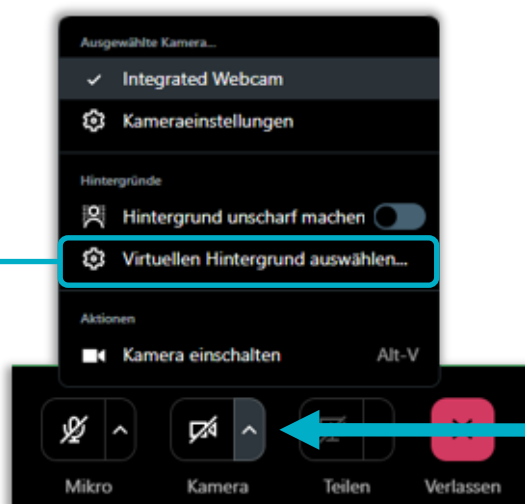 Ausgewählte Kamera...
Integrated Webcam
Kameraeinstellungen
Hintergründe
Hintergrund unscharf machen
Virtuellen Hintergrund auswählen...
Aktionen
Kamera einschalten Alt-V
Mikro Kamera Teilen Verlassen